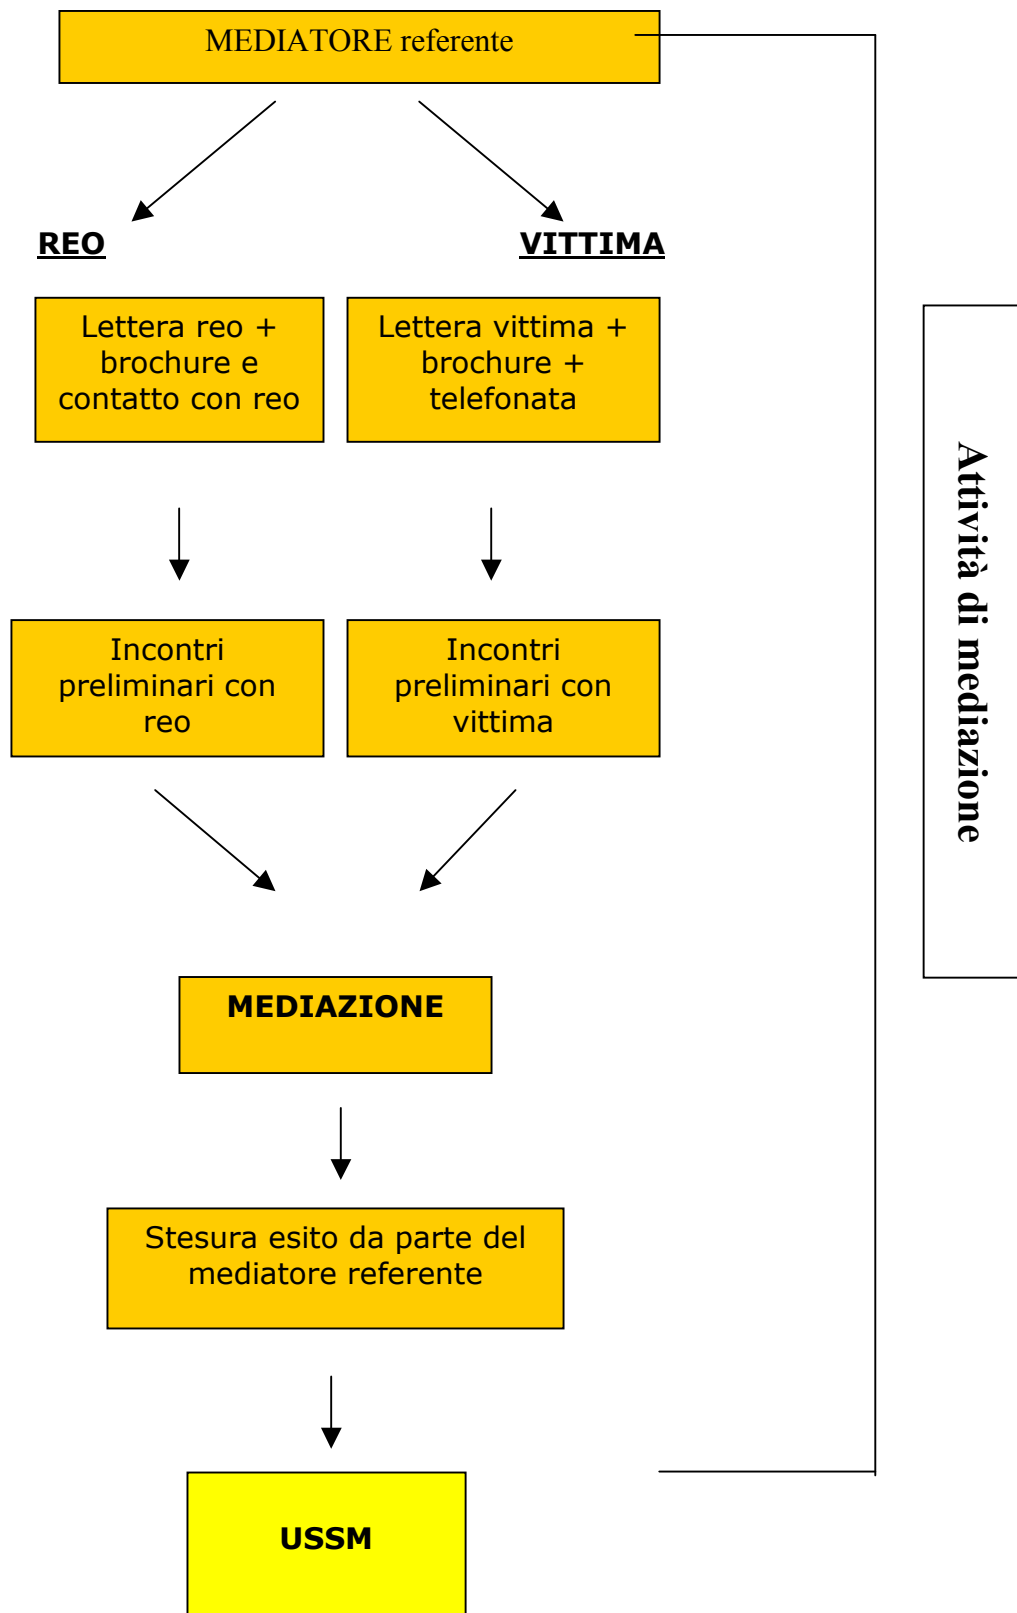 MEDIATORE referente
REO
VITTIMA
Lettera reo +
brochure e
contatto con reo
Lettera vittima +
brochure +
telefonata
Incontri
preliminari con
reo
Incontri
preliminari con
vittima
MEDIAZIONE
Stesura esito da parte del
mediatore referente
USSM
Attività di mediazione